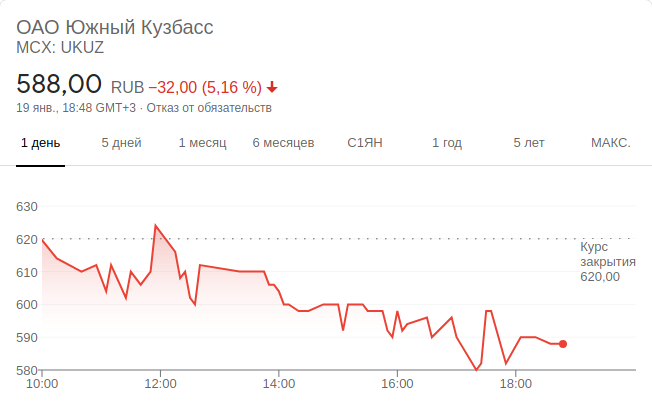 ОАО Южный Кузбасс
MCX: UKUZ
588,00 RUB −32,00 (5,16 %)
19 янв., 18:48 GMT+3 · Отказ от обязательств
1 день 5 дней 1 месяц 6 месяцев С1ЯН 1 год 5 лет МАКС.
630
620
Курс
закрытия
620,00
610
600
590
580
10:00 12:00 14:00 16:00 18:00